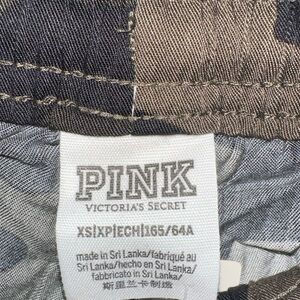 PINK
VICTORIA'S SECRET
XS|XP|ECH|165/64A
made in Sri Lanka/fabriqué au
Sri Lanka/hecho en Sri Lanka/
fabbricato in Sri Lanka/
斯里兰卡制造